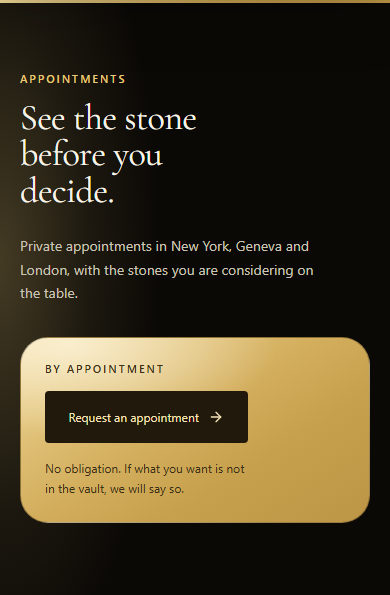 APPOINTMENTS
See the stone
before you
decide.
Private appointments in New York, Geneva and
London, with the stones you are considering on
the table.
BY APPOINTMENT
Request an appointment →
No obligation. If what you want is not
in the vault, we will say so.